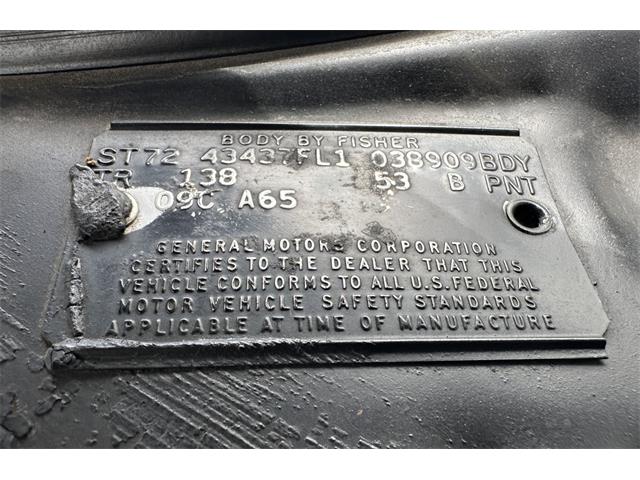 BODY BY FISHER
ST72 43437FL1 038909BDY
TR 138 53 B PNT
09C A65
GENERAL MOTORS CORPORATION
CERTIFIES TO THE DEALER THAT THIS
VEHICLE CONFORMS TO ALL U.S. FEDERAL
MOTOR VEHICLE SAFETY STANDARDS
APPLICABLE AT TIME OF MANUFACTURE